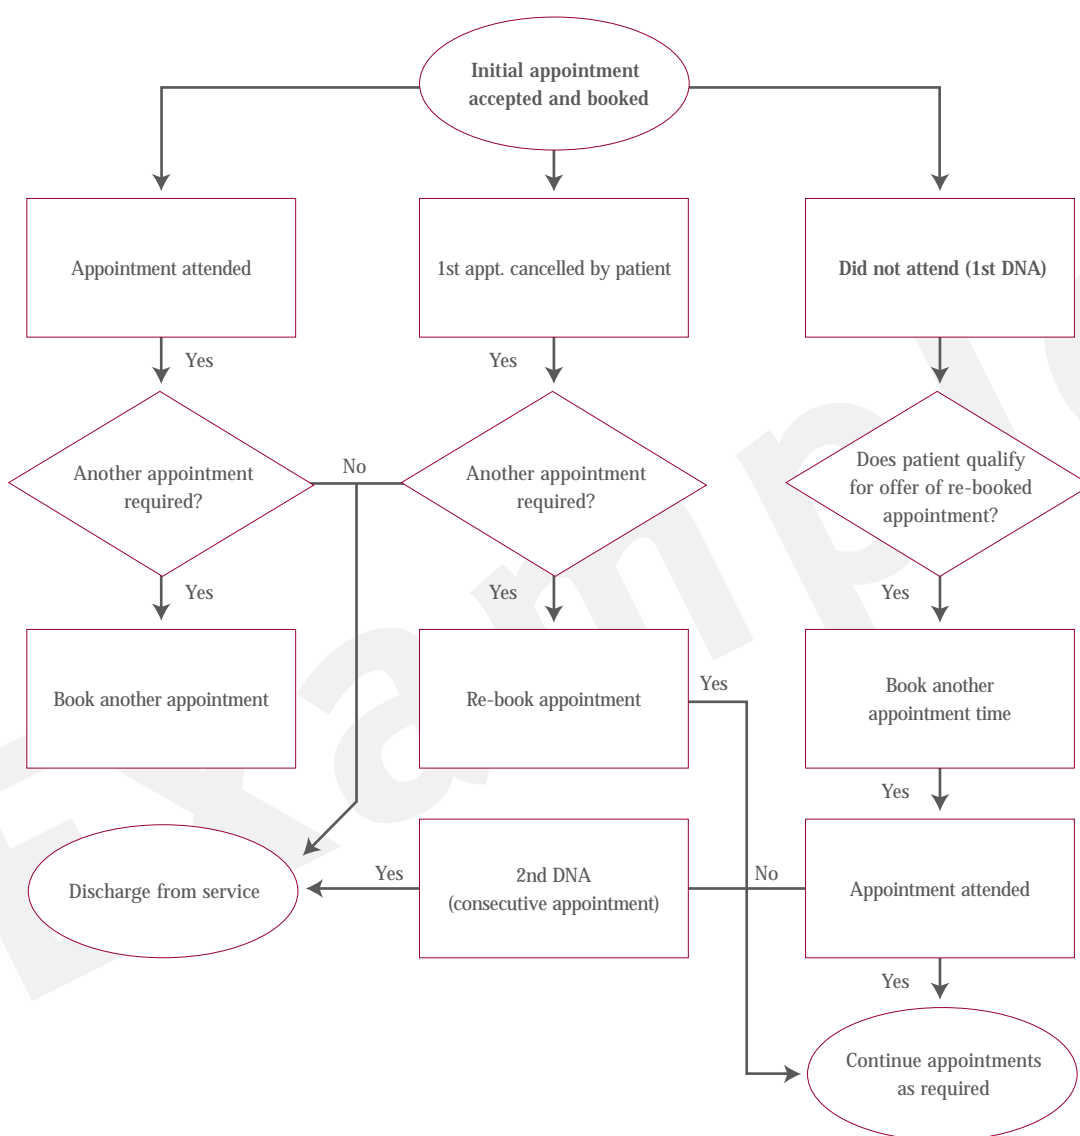 Initial appointment
accepted and booked
Appointment attended
1st appt. cancelled by patient
Did not attend (1st DNA)
Yes
Yes
Another appointment
required?
No
Another appointment
required?
Does patient qualify
for offer of re-booked
appointment?
Yes
Yes
Yes
Book another appointment
Re-book appointment
Yes
Book another
appointment time
Yes
Discharge from service
Yes
2nd DNA
(consecutive appointment)
No
Appointment attended
Yes
Continue appointments
as required
Example